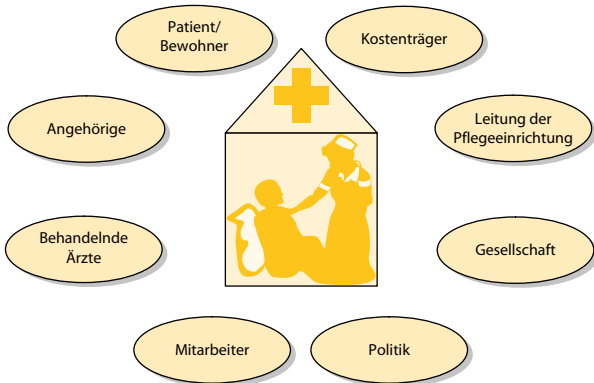 Patient/
Bewohner
Kostenträger
Angehörige
Leitung der
Pflegeeinrichtung
Behandelnde
Ärzte
Gesellschaft
Mitarbeiter
Politik